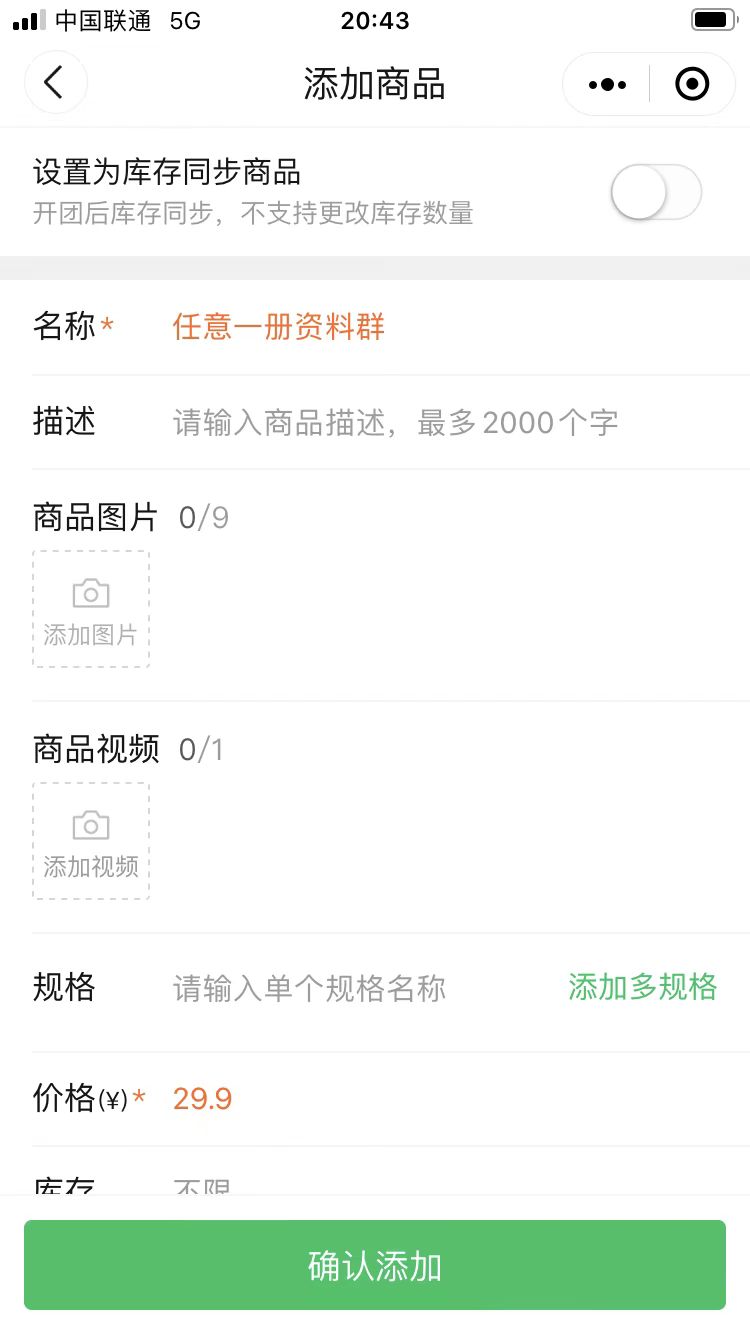 中国联通 5G 20:43
添加商品
设置为库存同步商品
开团后库存同步，不支持更改库存数量
名称* 任意一册资料群
描述 请输入商品描述，最多2000个字
商品图片 0/9
添加图片
商品视频 0/1
添加视频
规格 请输入单个规格名称 添加多规格
价格(¥)* 29.9
库存 不限
确认添加